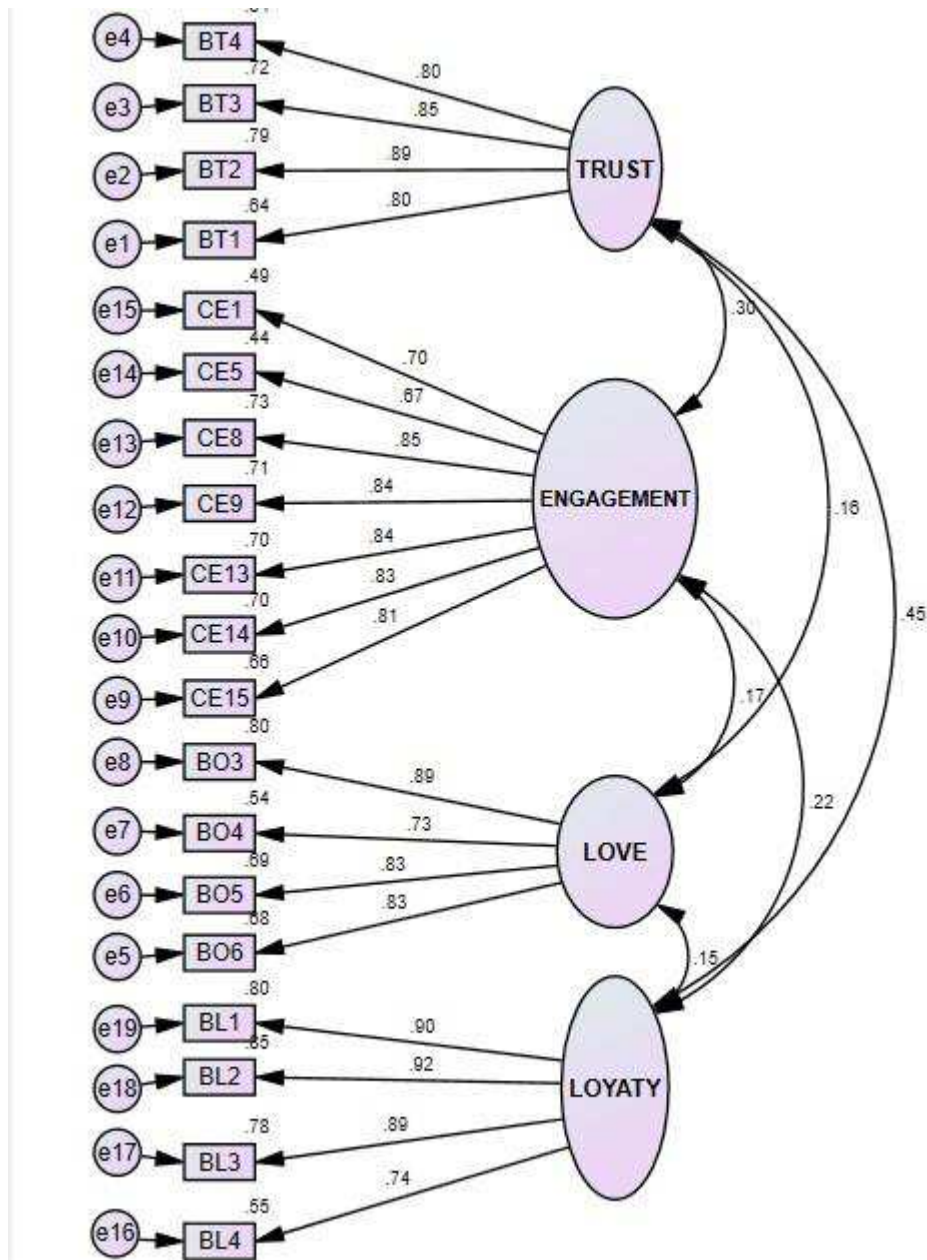 e4 BT4 .80
.72
e3 BT3 .85
.79
e2 BT2 .89 TRUST
.64
e1 BT1 .80
.49
e15 CE1 .70 .30
.44
e14 CE5 .67
.73
e13 CE8 .85
.71
e12 CE9 .84 ENGAGEMENT .16
.70
e11 CE13 .84
.70
e10 CE14 .83 .45
.66
e9 CE15 .81 .17
.80
e8 BO3 .89
.54
e7 BO4 .73 .22
.69
e6 BO5 .83 LOVE
.68
e5 BO6 .83 .15
.80
e19 BL1 .90
.85
e18 BL2 .92 LOYATY
.78
e17 BL3 .89
.55
e16 BL4 .74